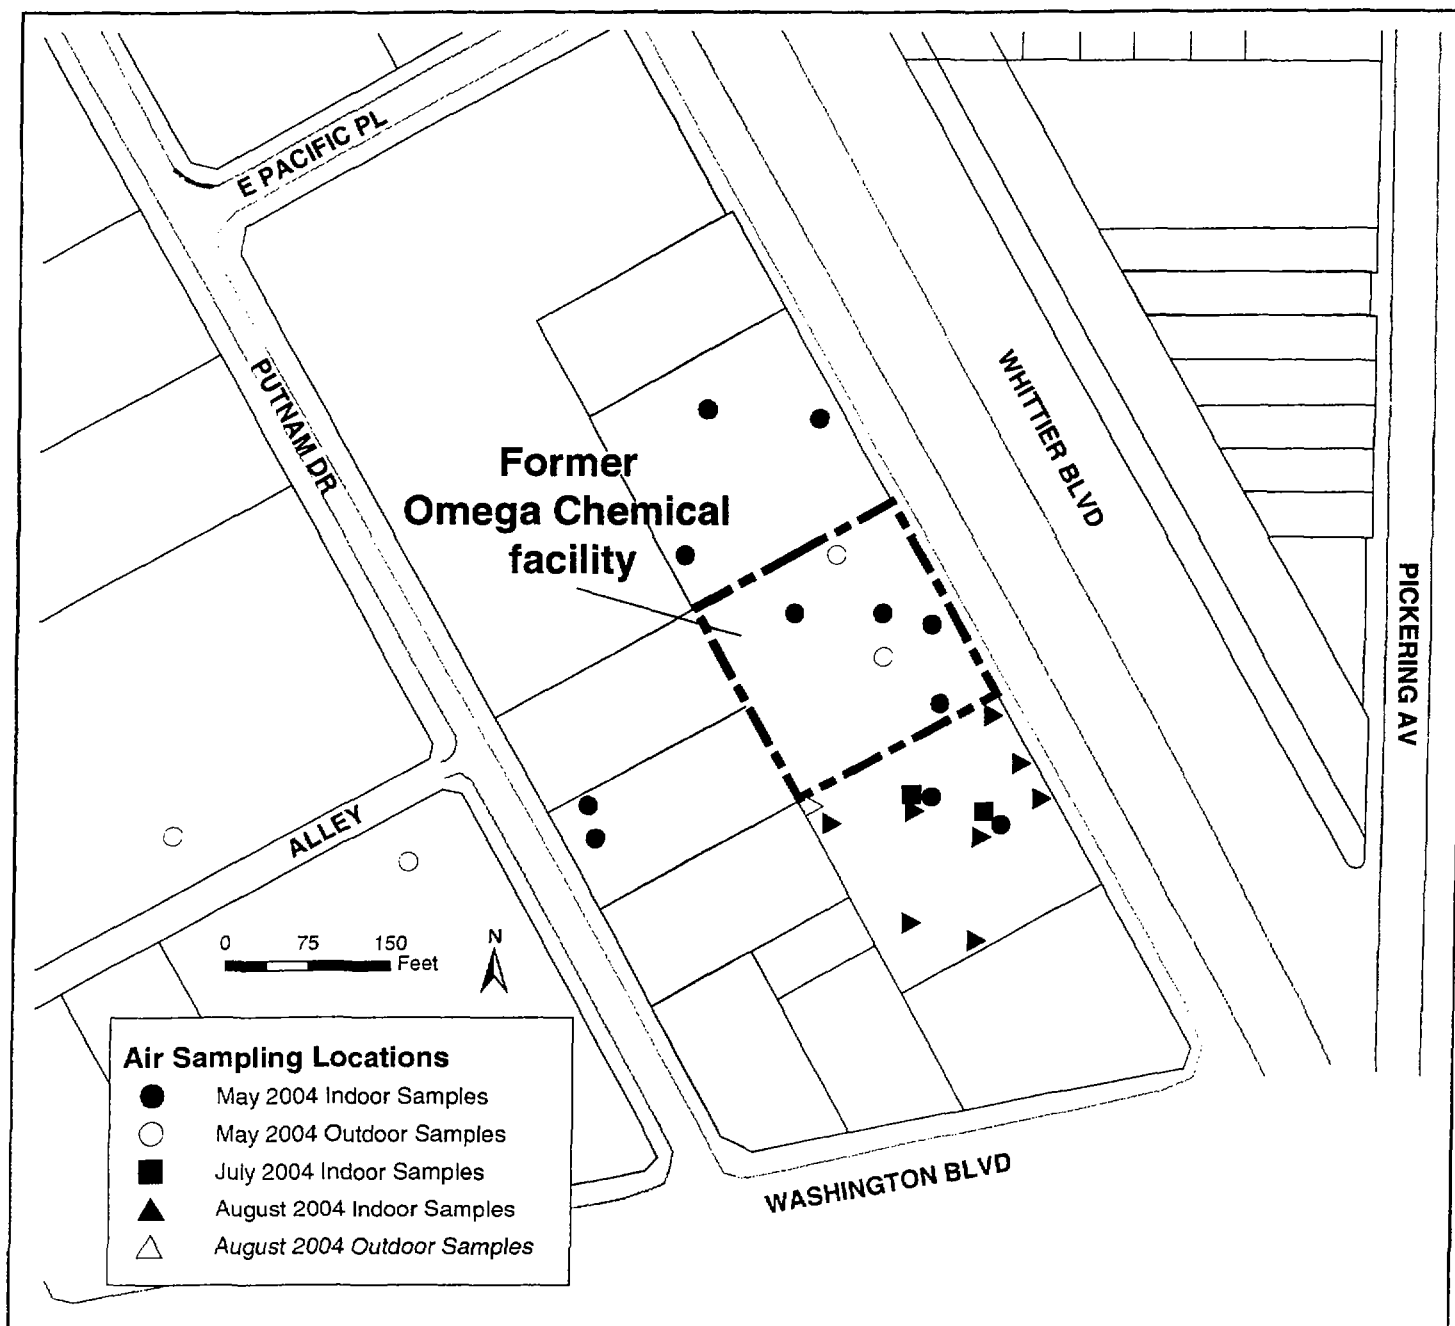 E PACIFIC PL
PUTNAM DR
WHITTIER BLVD
Former
Omega Chemical
facility
PICKERING AV
ALLEY
0 75 150
Feet
N
Air Sampling Locations
May 2004 Indoor Samples
May 2004 Outdoor Samples
July 2004 Indoor Samples
August 2004 Indoor Samples
August 2004 Outdoor Samples
WASHINGTON BLVD